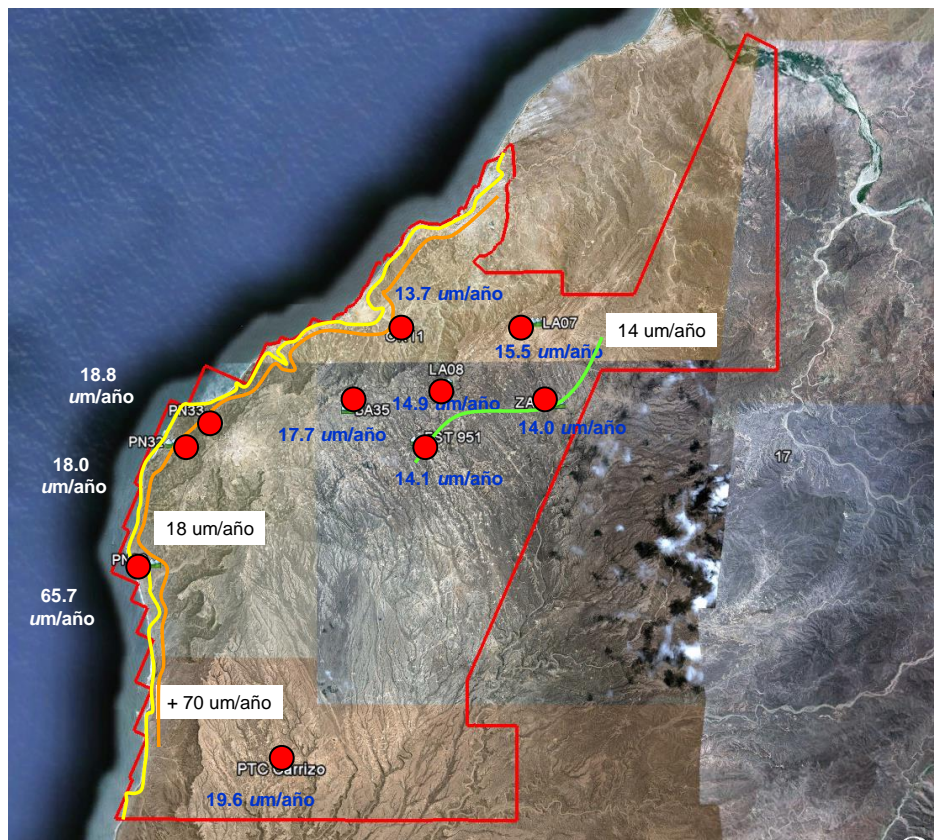 13.7 um/año
LA07
14 um/año
15.5 um/año
LA08
18.8
um/año
14.9 um/año
PN33
17.7 um/año
14.0 um/año
PN32
EST 951
17
18.0
um/año
14.1 um/año
18 um/año
65.7
um/año
+ 70 um/año
PTC Carrizo
19.6 um/año